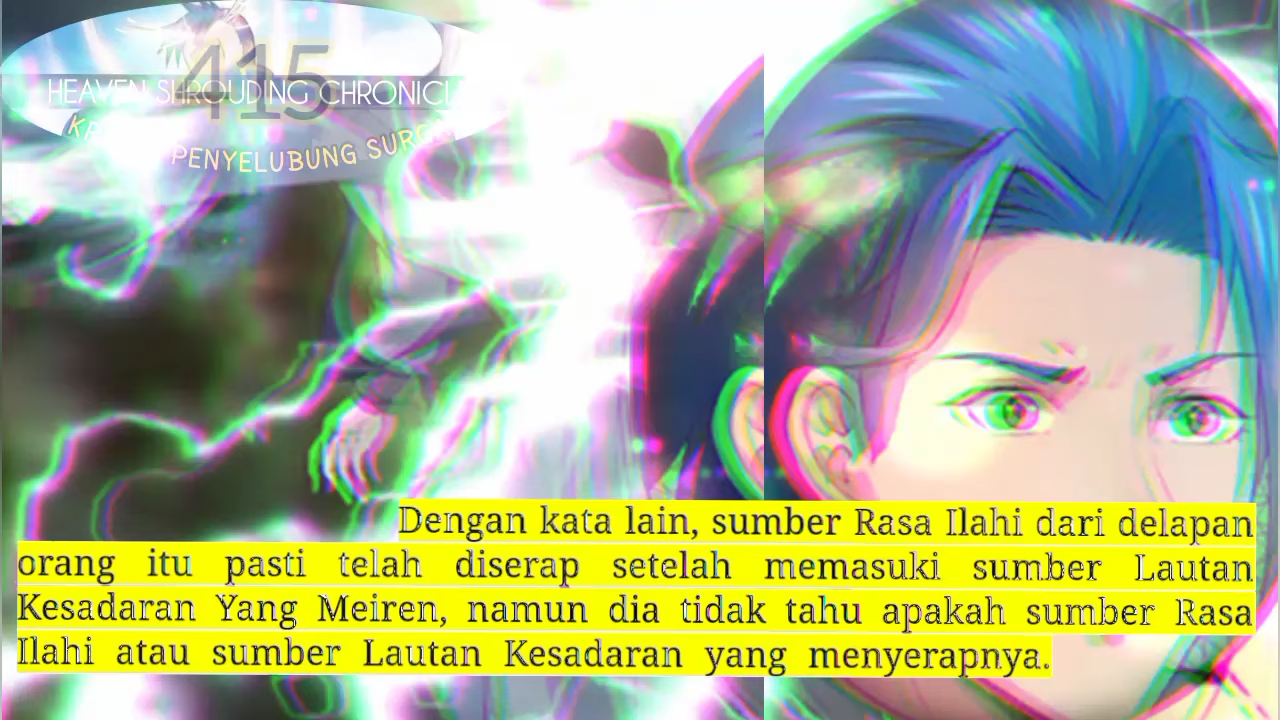 415
HEAVEN SHROUDING CHRONICL
PENYELUBUNG SURG
Dengan kata lain, sumber Rasa Ilahi dari delapan
orang itu pasti telah diserap setelah memasuki sumber Lautan
Kesadaran Yang Meiren, namun dia tidak tahu apakah sumber Rasa
Ilahi atau sumber Lautan Kesadaran yang menyerapnya.